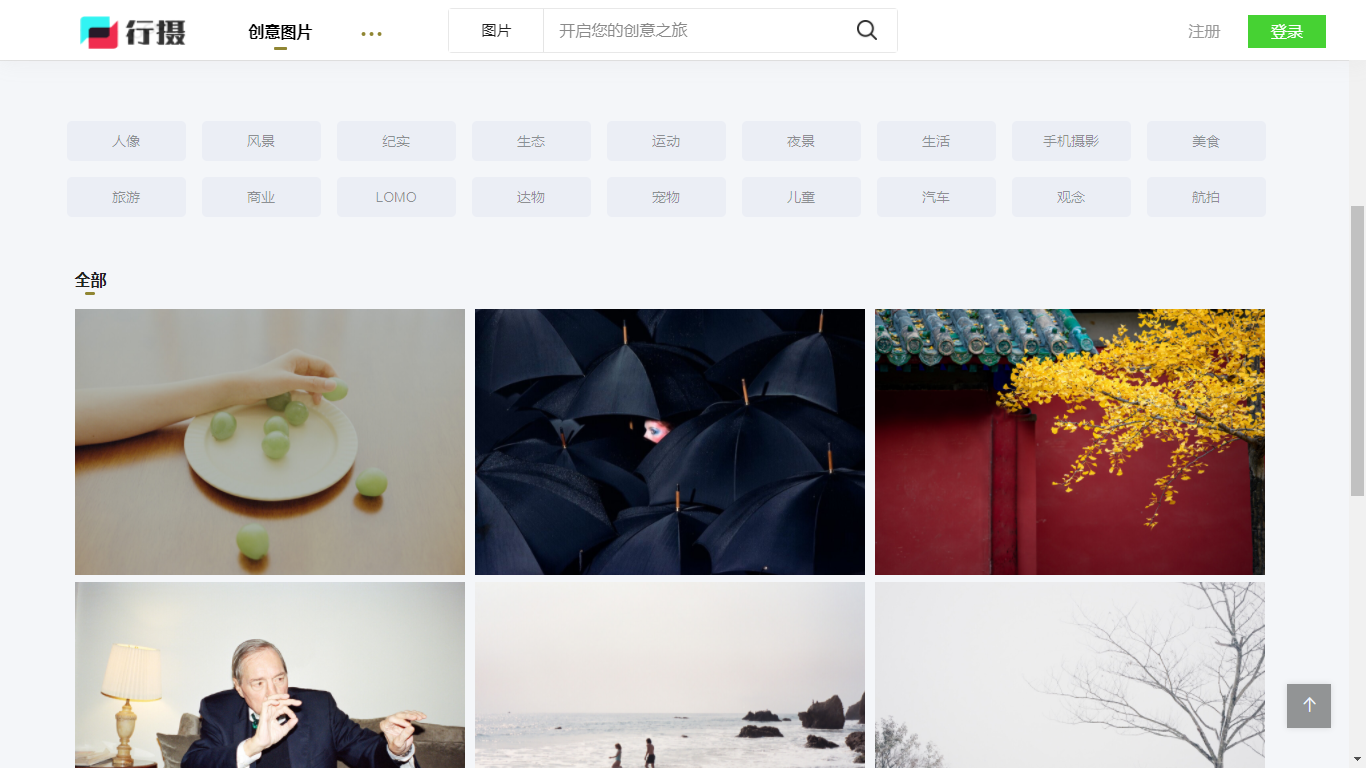 行摄
创意图片
•••
图片
开启您的创意之旅
注册
登录
人像 风景 纪实 生态 运动 夜景 生活 手机摄影 美食
旅游 商业 LOMO 达物 宠物 儿童 汽车 观念 航拍
全部